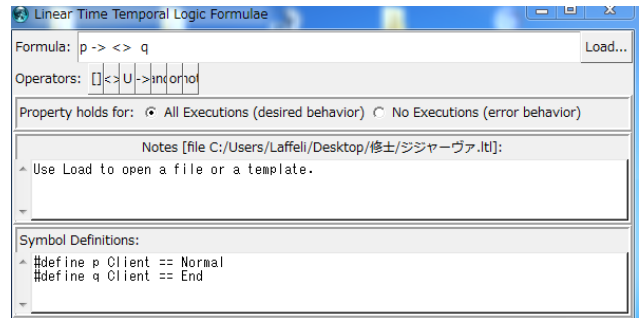 Linear Time Temporal Logic Formulae
Formula: p -> <> q Load...
Operators: [] <> U -> and or not
Property holds for: All Executions (desired behavior) No Executions (error behavior)
Notes [file C:/Users/Laffeli/Desktop/修士/ジジャーヴァ.ltl]:
Use Load to open a file or a template.
Symbol Definitions:
#define p Client == Normal
#define q Client == End